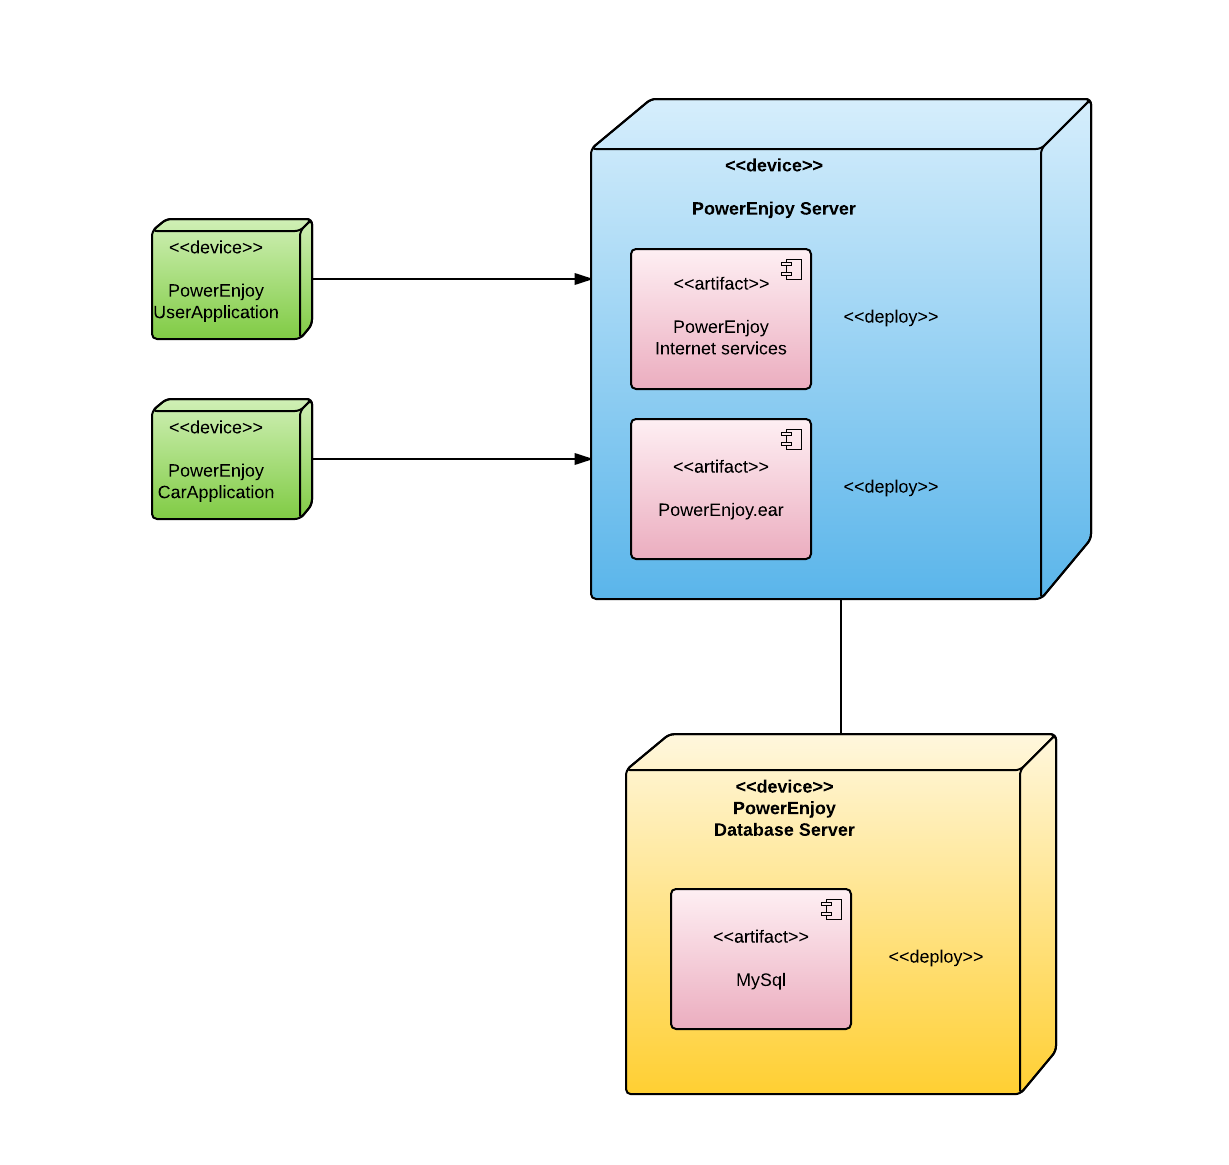 <<device>>
PowerEnjoy Server
<<device>>
PowerEnjoy
UserApplication
<<artifact>>
PowerEnjoy
Internet services
<<deploy>>
<<device>>
PowerEnjoy
CarApplication
<<artifact>>
PowerEnjoy.ear
<<deploy>>
<<device>>
PowerEnjoy
Database Server
<<artifact>>
MySql
<<deploy>>